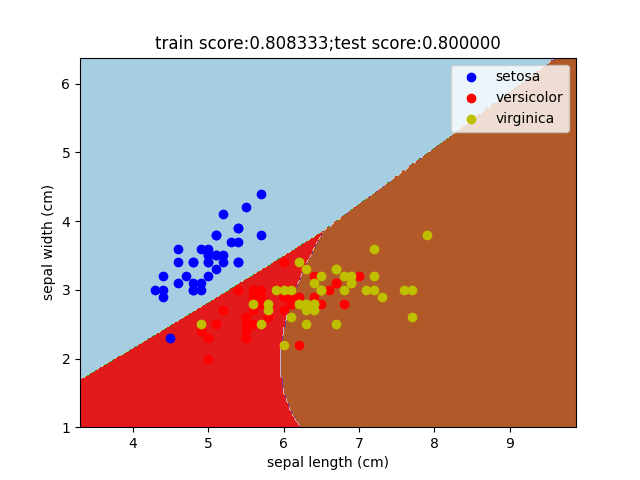 train score:0.808333;test score:0.800000
setosa
versicolor
virginica
sepal width (cm)
6
5
4
3
2
1
4 5 6 7 8 9
sepal length (cm)